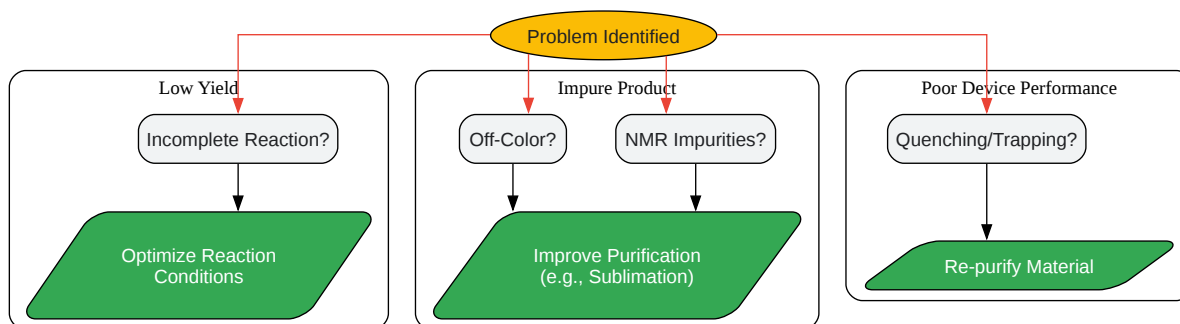 Problem Identified
Low Yield
Impure Product
Poor Device Performance
Incomplete Reaction?
Off-Color?
NMR Impurities?
Quenching/Trapping?
Optimize Reaction
Conditions
Improve Purification
(e.g., Sublimation)
Re-purify Material